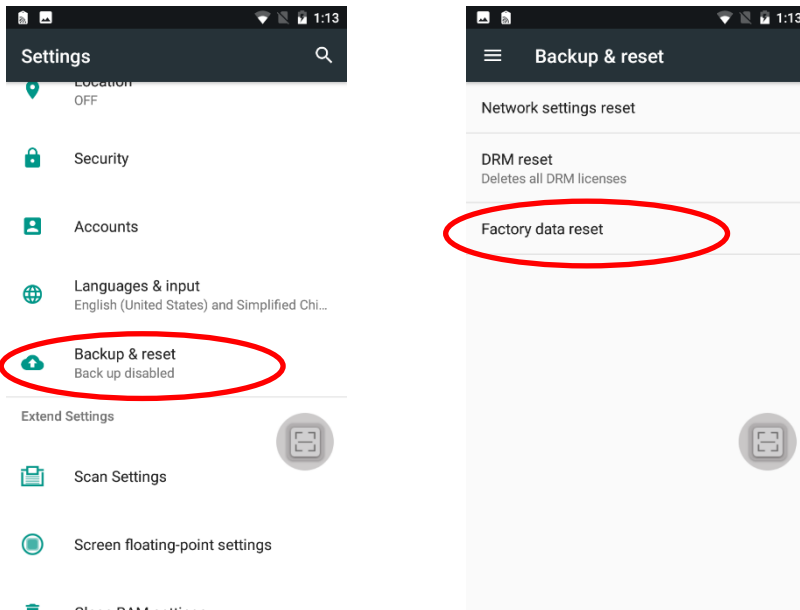 1:13
Settings
Location
OFF
Security
Accounts
Languages & input
English (United States) and Simplified Chi...
Backup & reset
Back up disabled
Extend Settings
Scan Settings
Screen floating-point settings
1:13
Backup & reset
Network settings reset
DRM reset
Deletes all DRM licenses
Factory data reset